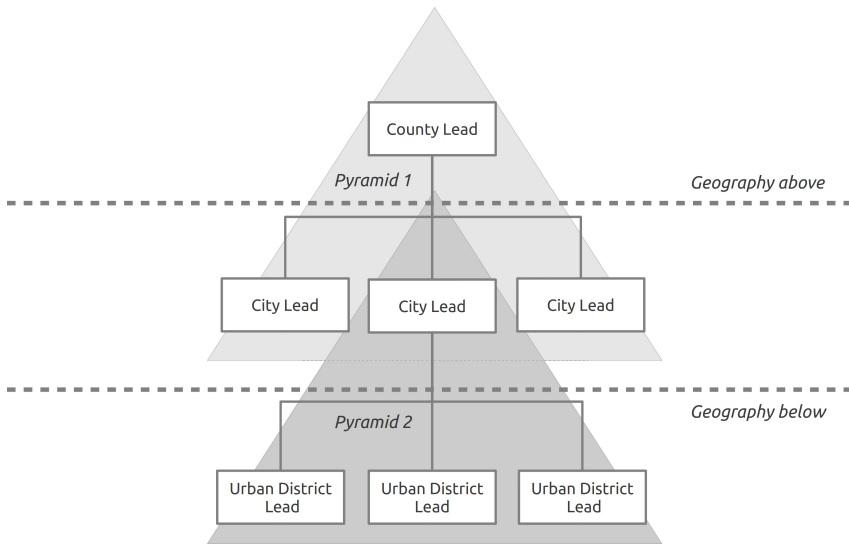 County Lead
Pyramid 1
Geography above
City Lead
City Lead
City Lead
Geography below
Pyramid 2
Urban District
Lead
Urban District
Lead
Urban District
Lead